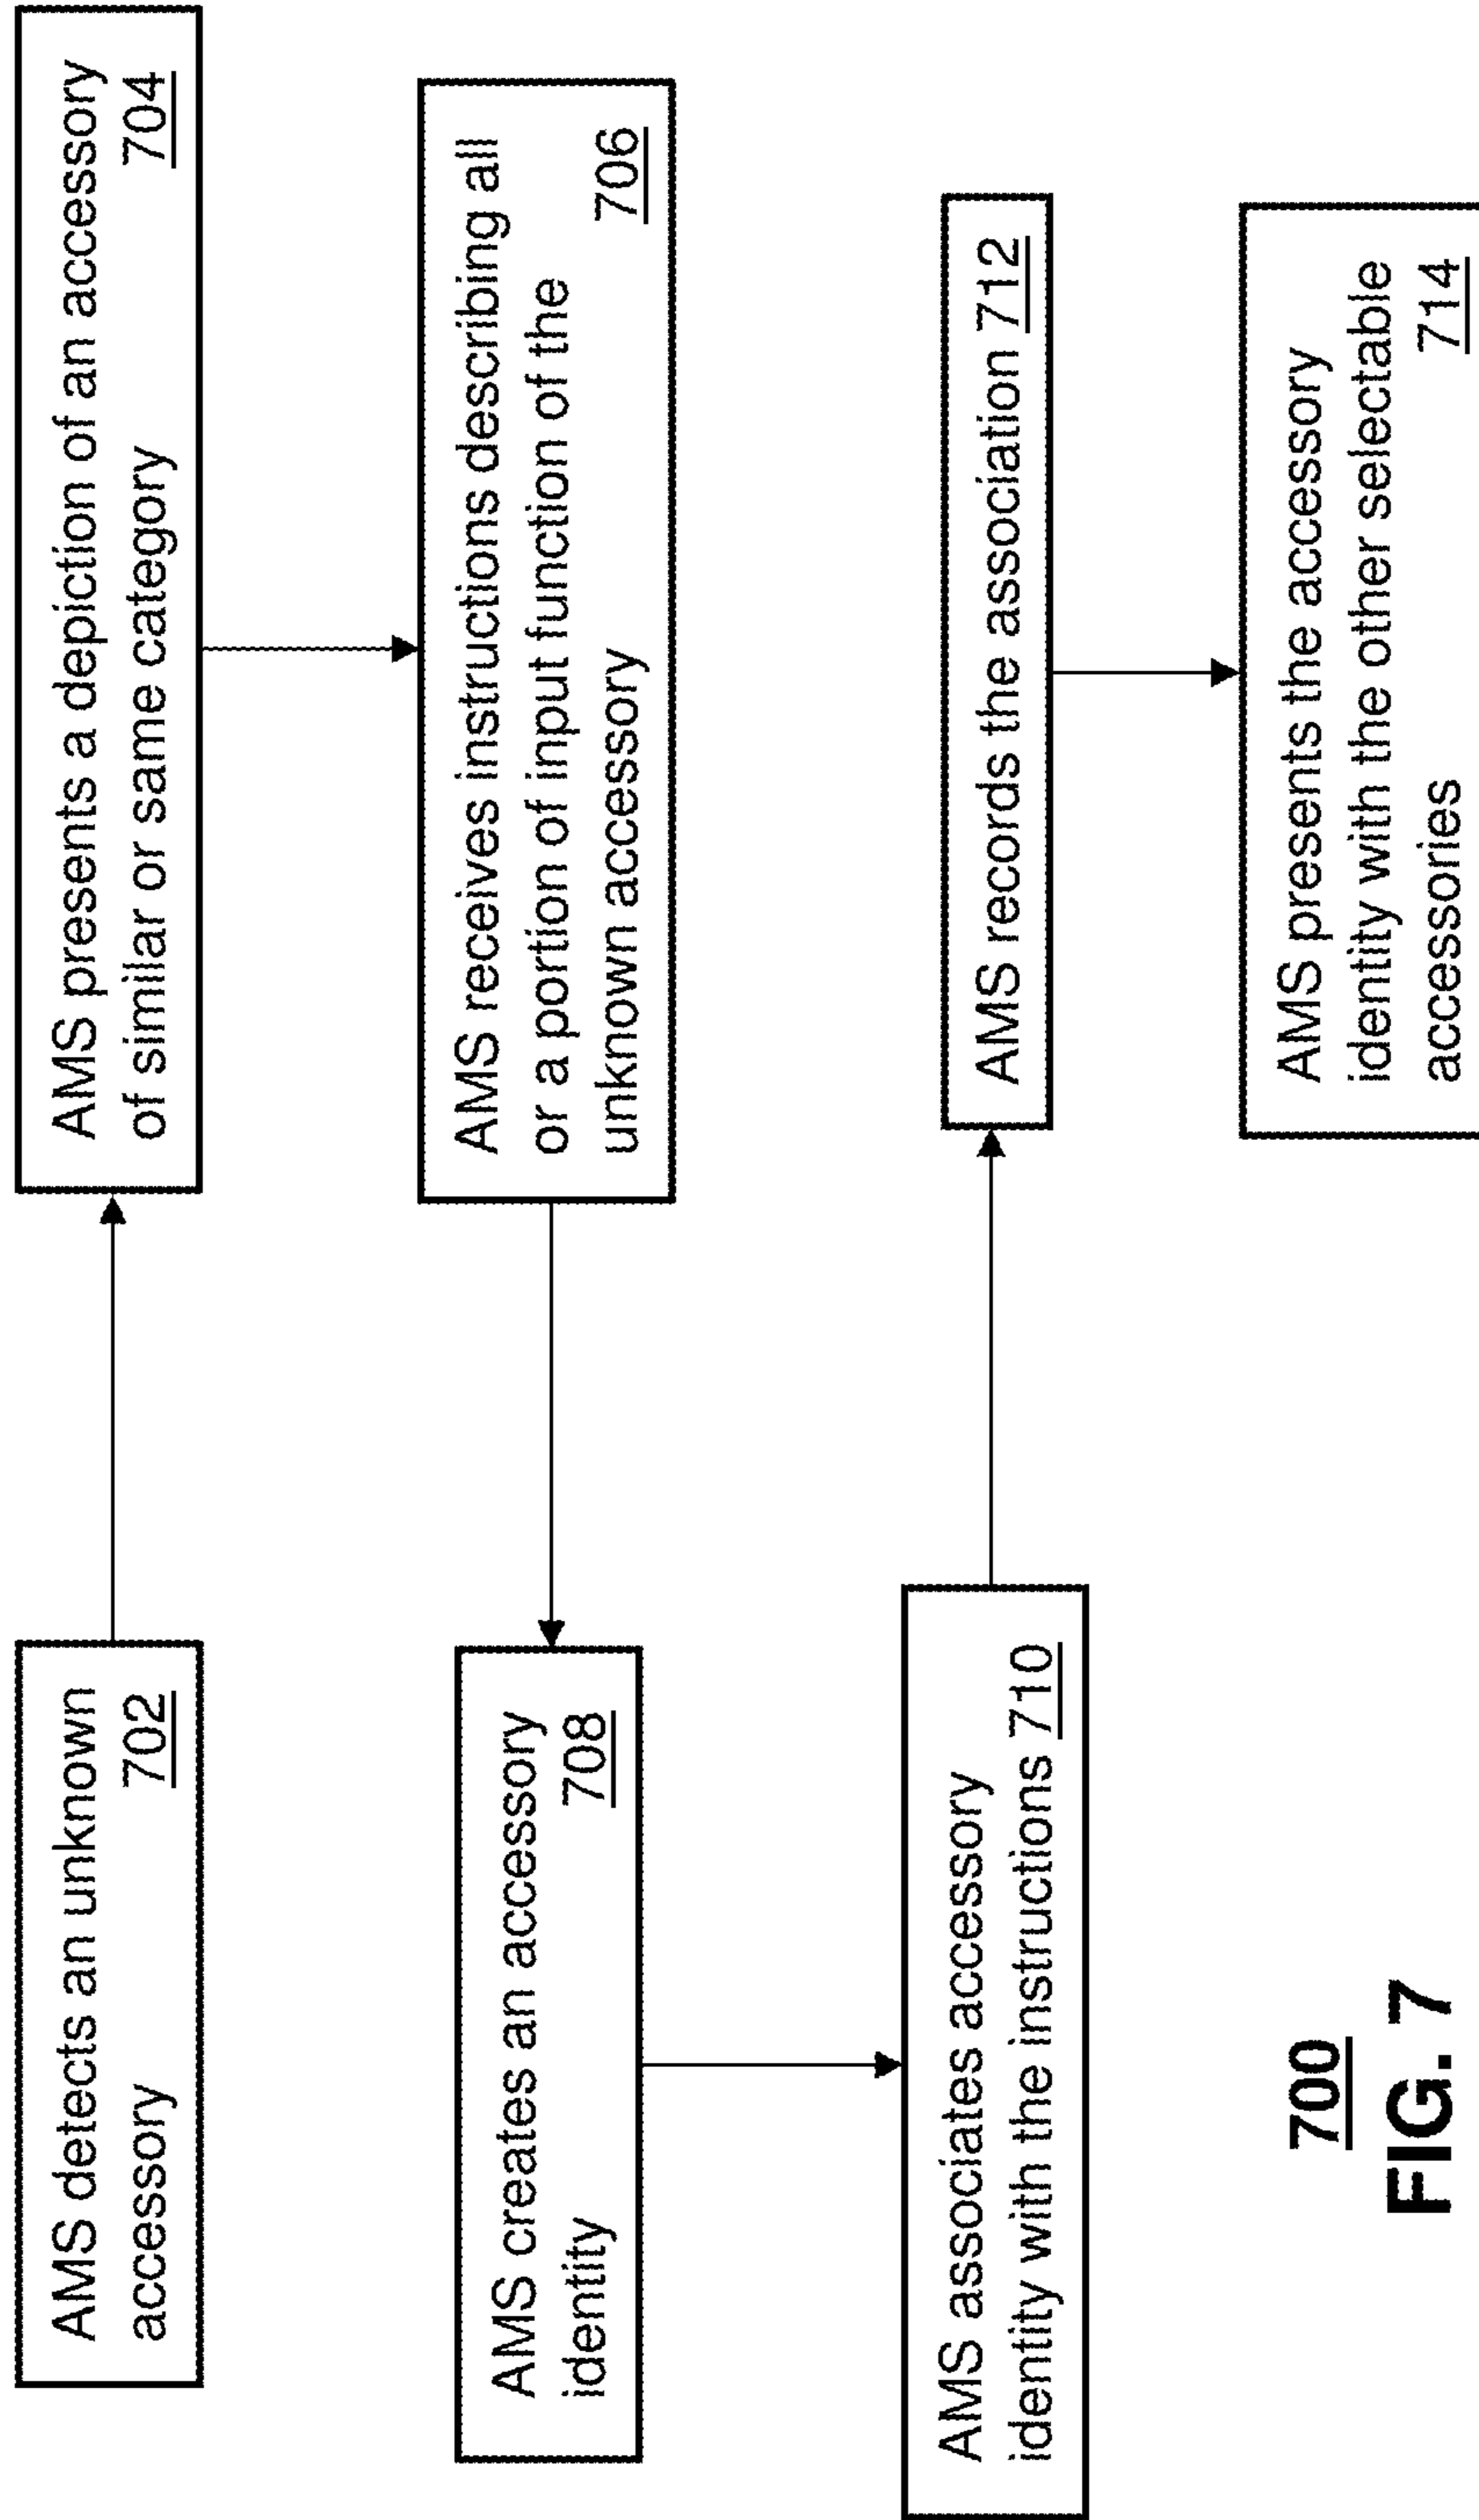 AMS detects an unknown
accessory 702
AMS presents a depiction of an accessory
of similar or same category 704
AMS receives instructions describing all
or a portion of input function of the
unknown accessory 706
AMS creates an accessory
identity 708
AMS associates accessory
identity with the instructions 710
AMS records the association 712
AMS presents the accessory
identity with the other selectable
accessories 714
700
FIG. 7